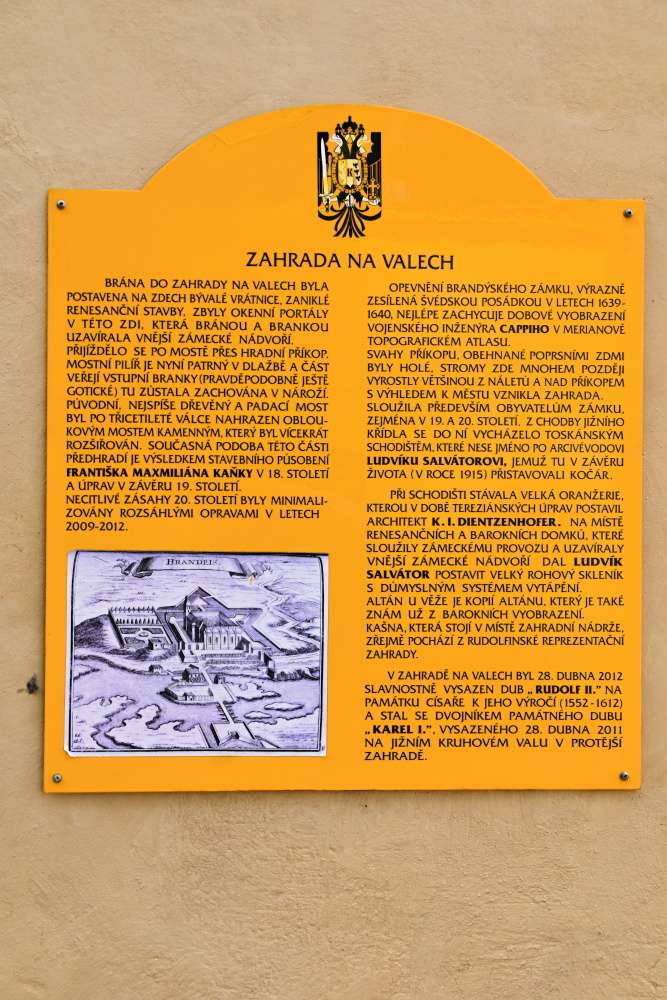 ZAHRADA NA VALECH
BRÁNA DO ZAHRADY NA VALECH BYLA
POSTAVENA NA ZDECH BÝVALÉ VRÁTNICE, ZANIKLÉ
RENESANČNÍ STAVBY. ZBYLY OKENNÍ PORTÁLY
V TÉTO ZDI, KTERÁ BRÁNOU A BRANKOU
UZAVÍRALA VNĚJŠÍ ZÁMECKÉ NÁDVOŘÍ.
PŘIJÍŽDĚLO SE PO MOSTĚ PŘES HRADNÍ PŘÍKOP.
MOSTNÍ PILÍŘ JE NYNÍ PATRNÝ V DLAŽBĚ A ČÁST
VEŘEJÍ VSTUPNÍ BRANKY (PRAVDĚPODOBNĚ JEŠTĚ
GOTICKÉ) TU ZŮSTALA ZACHOVÁNA V NÁROŽÍ.
PŮVODNÍ, NEJSPÍŠE DŘEVĚNÝ A PADACÍ MOST
BYL PO TŘICETILETÉ VÁLCE NAHRAZEN OBLOU-
KOVÝM MOSTEM KAMENNÝM, KTERÝ BYL VÍCEKRÁT
ROZŠIŘOVÁN. SOUČASNÁ PODOBA TÉTO ČÁSTI
PŘEDHRADÍ JE VÝSLEDKEM STAVEBNÍHO PŮSOBENÍ
FRANTIŠKA MAXMILIÁNA KAŇKY V 18. STOLETÍ
A ÚPRAV V ZÁVĚRU 19. STOLETÍ.
NECITLIVÉ ZÁSAHY 20. STOLETÍ BYLY MINIMALI-
ZOVÁNY ROZSÁHLÝMI OPRAVAMI V LETECH
2009-2012.
BRANDEIS
OPEVNĚNÍ BRANDÝSKÉHO ZÁMKU, VÝRAZNĚ
ZESÍLENÁ ŠVÉDSKOU POSÁDKOU V LETECH 1639-
1640, NEJLÉPE ZACHYCUJE DOBOVÉ VYOBRAZENÍ
VOJENSKÉHO INŽENÝRA CAPPIHO V MERIANOVĚ
TOPOGRAFICKÉM ATLASU.
SVAHY PŘÍKOPU, OBEHNANÉ POPRSNÍMI ZDMI
BYLY HOLÉ, STROMY ZDE MNOHEM POZDĚJI
VYROSTLY VĚTŠINOU Z NÁLETŮ A NAD PŘÍKOPEM
S VÝHLEDEM K MĚSTU VZNIKLA ZAHRADA.
SLOUŽILA PŘEDEVŠÍM OBYVATELŮM ZÁMKU,
ZEJMÉNA V 19. A 20. STOLETÍ. Z CHODBY JIŽNÍHO
KŘÍDLA SE DO NÍ VYCHÁZELO TOSKÁNSKÝM
SCHODIŠTĚM, KTERÉ NESE JMÉNO PO ARCIVÉVODOVI
LUDVÍKU SALVÁTOROVI, JEMUŽ TU V ZÁVĚRU
ŽIVOTA (V ROCE 1915) PŘISTAVOVALI KOČÁR.
PŘI SCHODIŠTI STÁVALA VELKÁ ORANŽERIE,
KTEROU V DOBĚ TEREZIÁNSKÝCH ÚPRAV POSTAVIL
ARCHITEKT K. I. DIENTZENHOFER. NA MÍSTĚ
RENESANČNÍCH A BAROKNÍCH DOMKŮ, KTERÉ
SLOUŽILY ZÁMECKÉMU PROVOZU A UZAVÍRALY
VNĚJŠÍ ZÁMECKÉ NÁDVOŘÍ DAL LUDVÍK
SALVÁTOR POSTAVIT VELKÝ ROHOVÝ SKLENÍK
S DŮMYSLNÝM SYSTÉMEM VYTÁPĚNÍ.
ALTÁN U VĚŽE JE KOPIÍ ALTÁNU, KTERÝ JE TAKÉ
ZNÁM UŽ Z BAROKNÍCH VYOBRAZENÍ.
KAŠNA, KTERÁ STOJÍ V MÍSTĚ ZAHRADNÍ NÁDRŽE,
ZŘEJMĚ POCHÁZÍ Z RUDOLFINSKÉ REPREZENTAČNÍ
ZAHRADY.
V ZAHRADĚ NA VALECH BYL 28. DUBNA 2012
SLAVNOSTNĚ VYSAZEN DUB „RUDOLF II." NA
PAMÁTKU CÍSAŘE K JEHO VÝROČÍ (1552-1612)
A STAL SE DVOJNÍKEM PAMÁTNÉHO DUBU
„KAREL I.", VYSAZENÉHO 28. DUBNA 2011
NA JIŽNÍM KRUHOVÉM VALU V PROTĚJŠÍ
ZAHRADĚ.